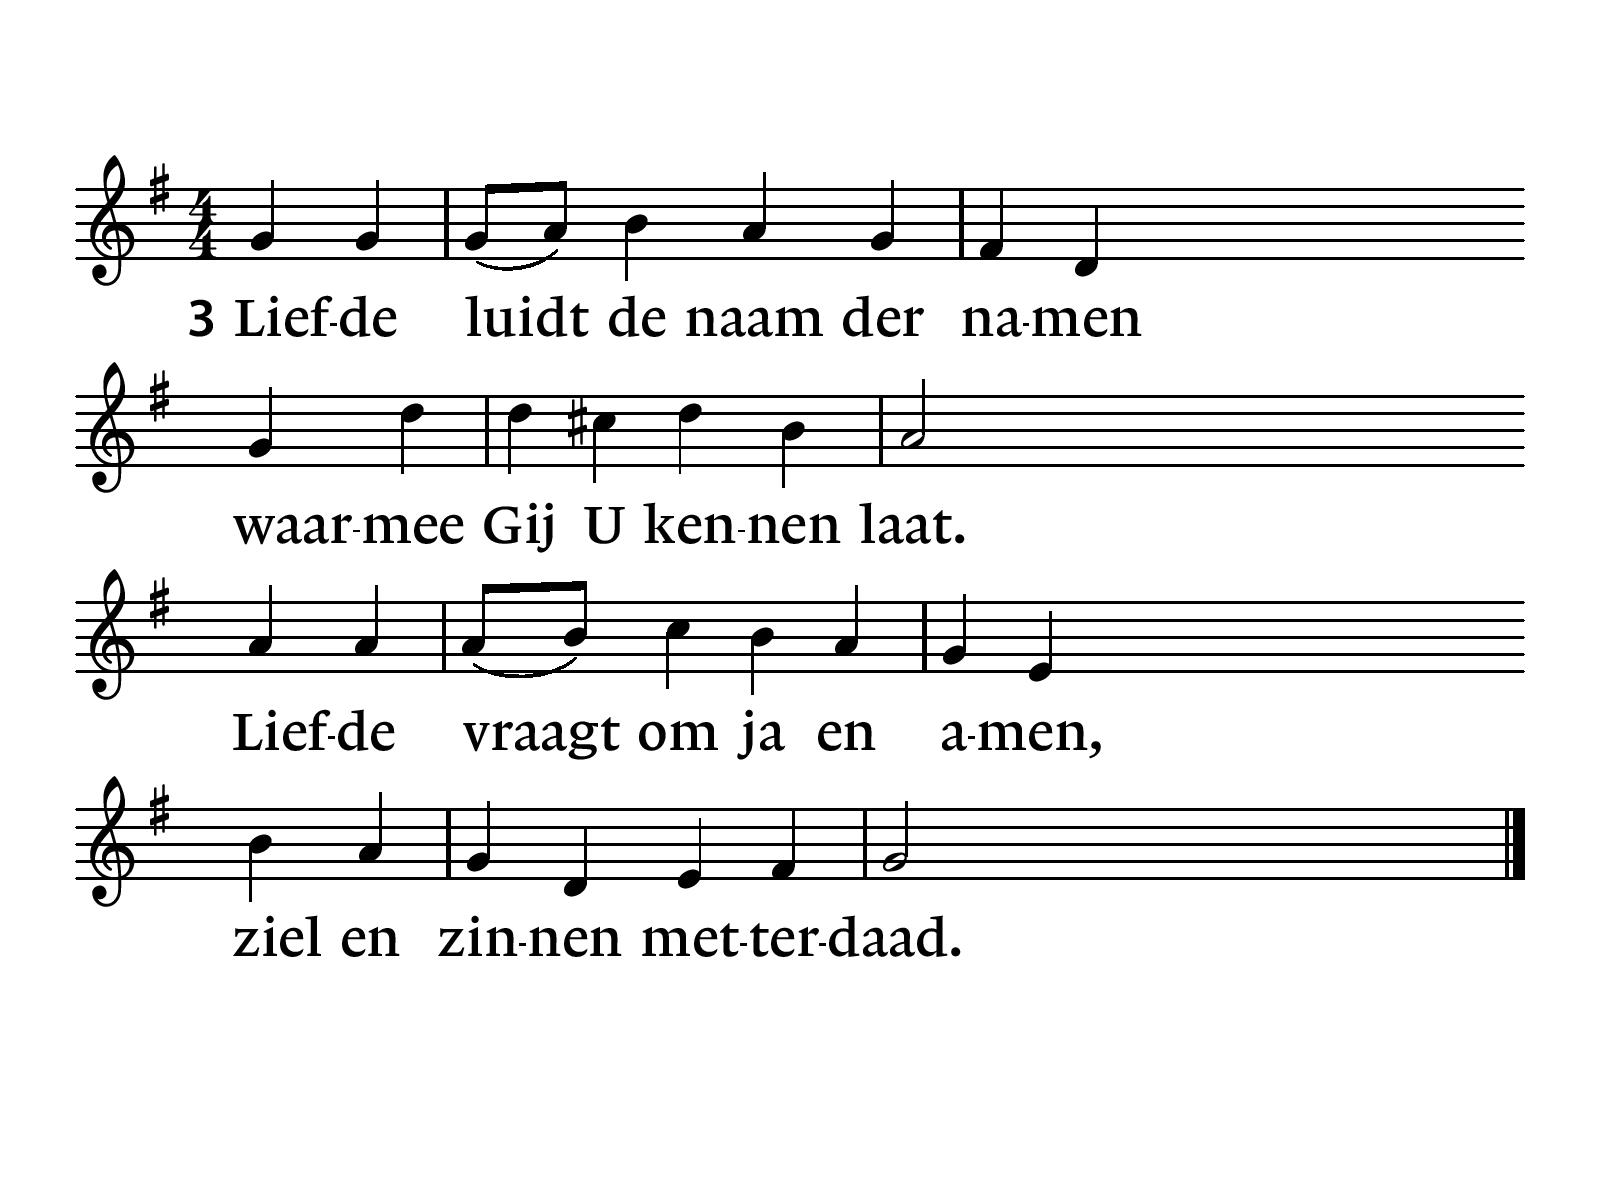 3 Lief-de luidt de naam der na-men
waar-mee Gij U ken-nen laat.
Lief-de vraagt om ja en a-men,
ziel en zin-nen met-ter-daad.